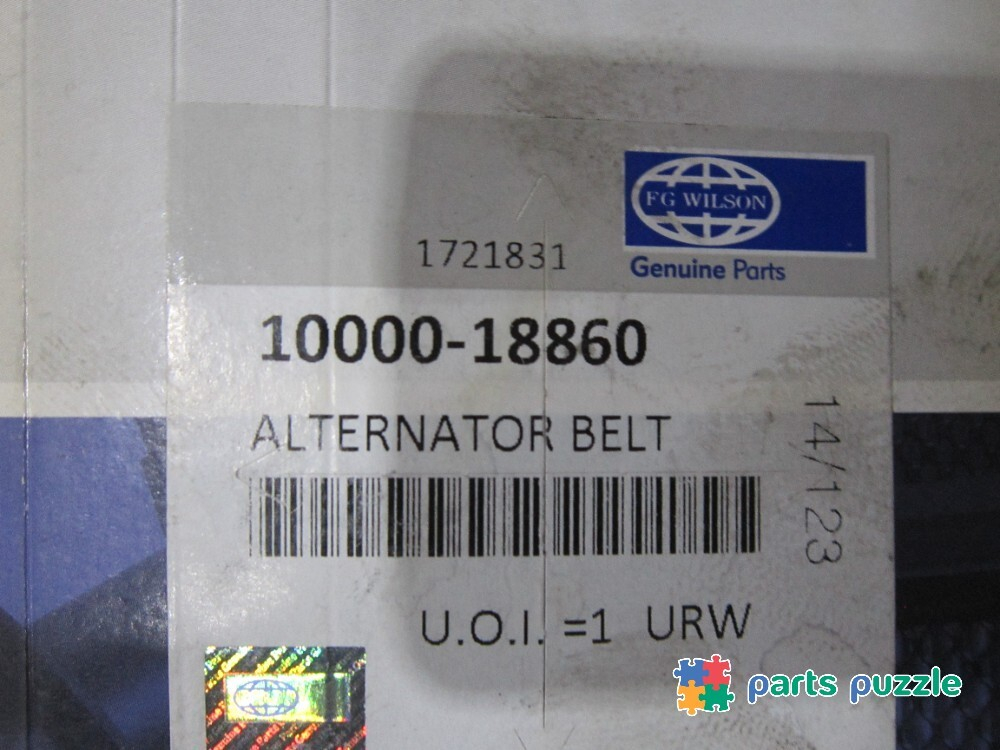 FG WILSON
Genuine Parts
1721831
10000-18860
ALTERNATOR BELT
14/123
U.O.I. =1 URW
parts puzzle